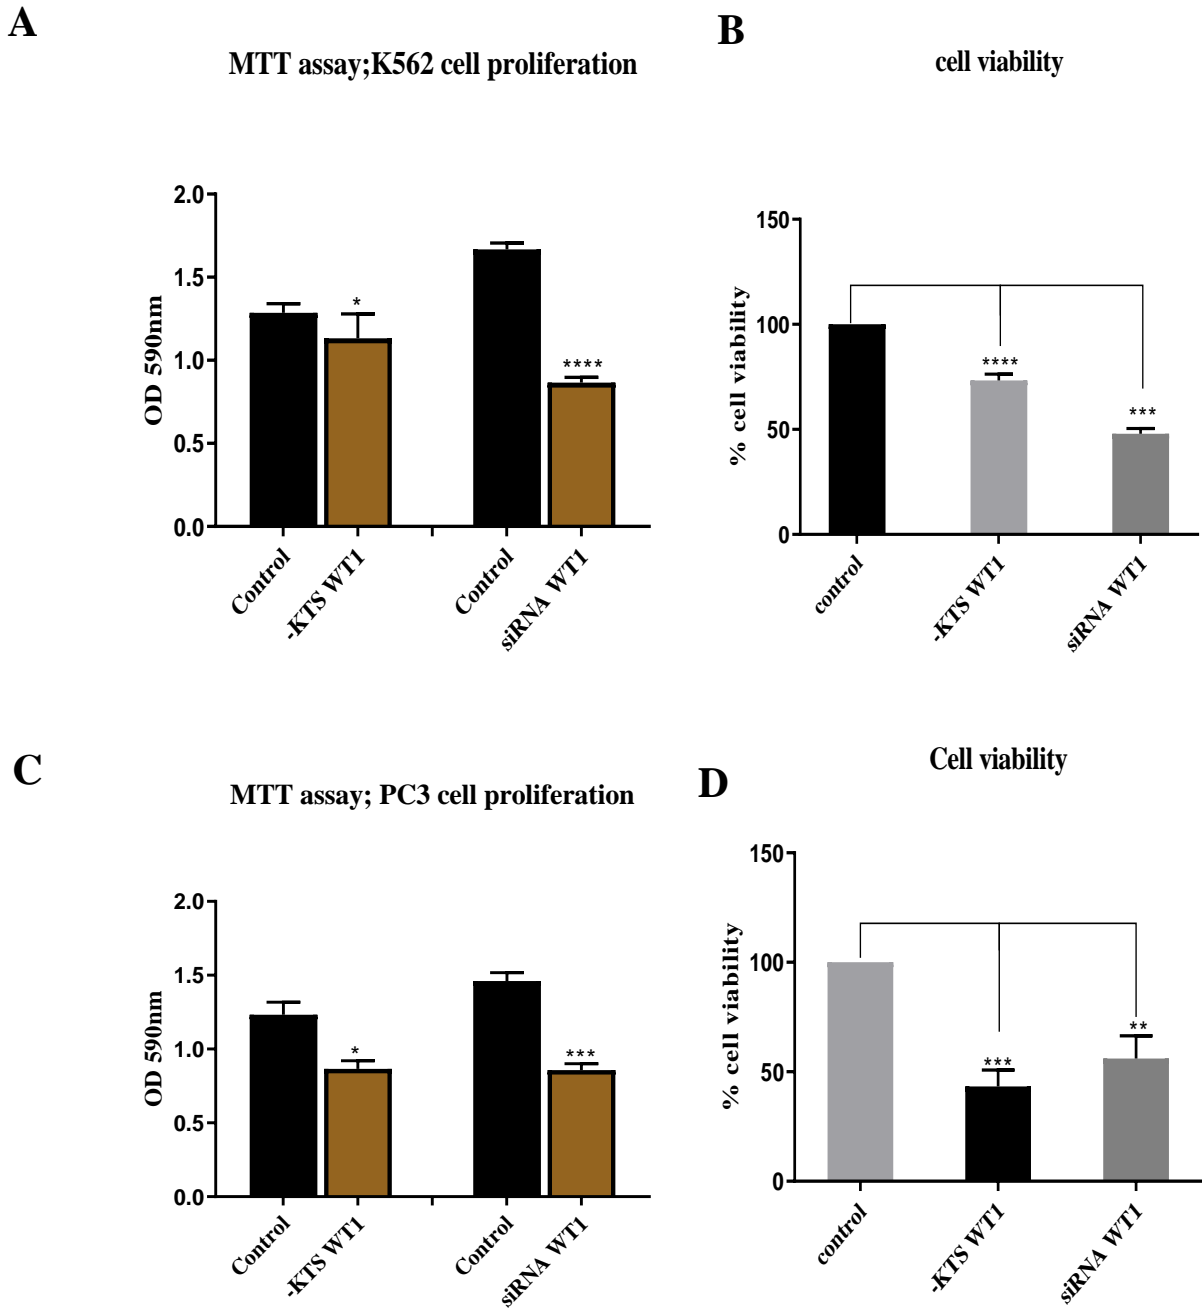 A
MTT assay;K562 cell proliferation
OD 590nm
2.0
1.5
1.0
0.5
0.0
*
****
Control
-KTS WT1
Control
siRNA WT1
B
cell viability
% cell viability
150
100
50
0
****
***
control
-KTS WT1
siRNA WT1
C
MTT assay; PC3 cell proliferation
OD 590nm
2.0
1.5
1.0
0.5
0.0
*
***
Control
-KTS WT1
Control
siRNA WT1
D
Cell viability
% cell viability
150
100
50
0
***
**
control
-KTS WT1
siRNA WT1